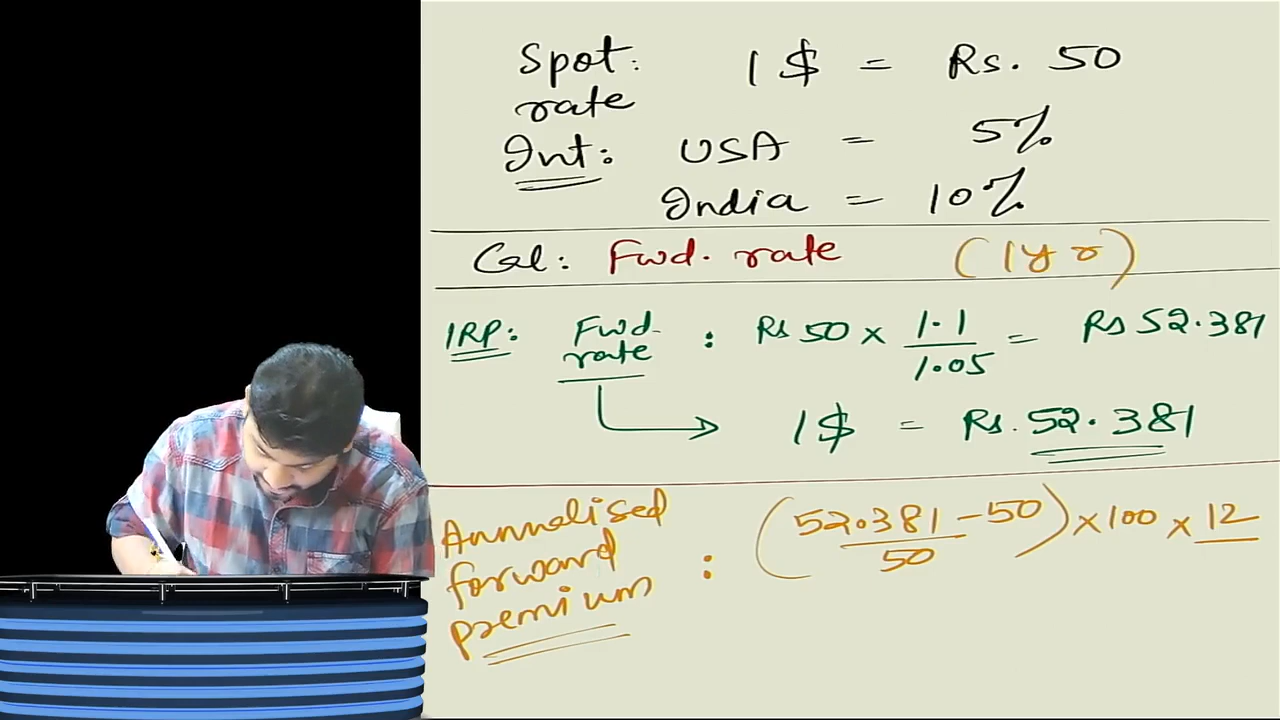 Spot: 1 $ = Rs. 50
rate
Int: USA = 5%
India = 10%
Cal: Fwd. rate (1yr)
IRP: Fwd. rate : Rs 50 × 1.1 / 1.05 = Rs 52.381
1$ = Rs. 52.381
Annualised forward premium : (52.381 - 50 / 50) × 100 × 12